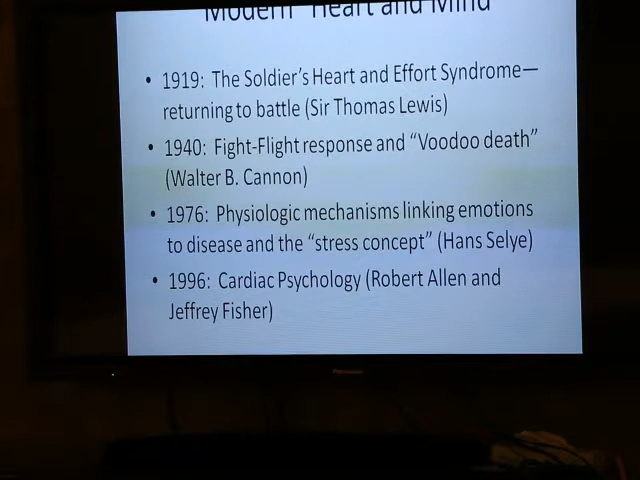 Modern "Heart and Mind"
• 1919: The Soldier's Heart and Effort Syndrome—
returning to battle (Sir Thomas Lewis)
• 1940: Fight-Flight response and "Voodoo death"
(Walter B. Cannon)
• 1976: Physiologic mechanisms linking emotions
to disease and the "stress concept" (Hans Selye)
• 1996: Cardiac Psychology (Robert Allen and
Jeffrey Fisher)
Panasonic